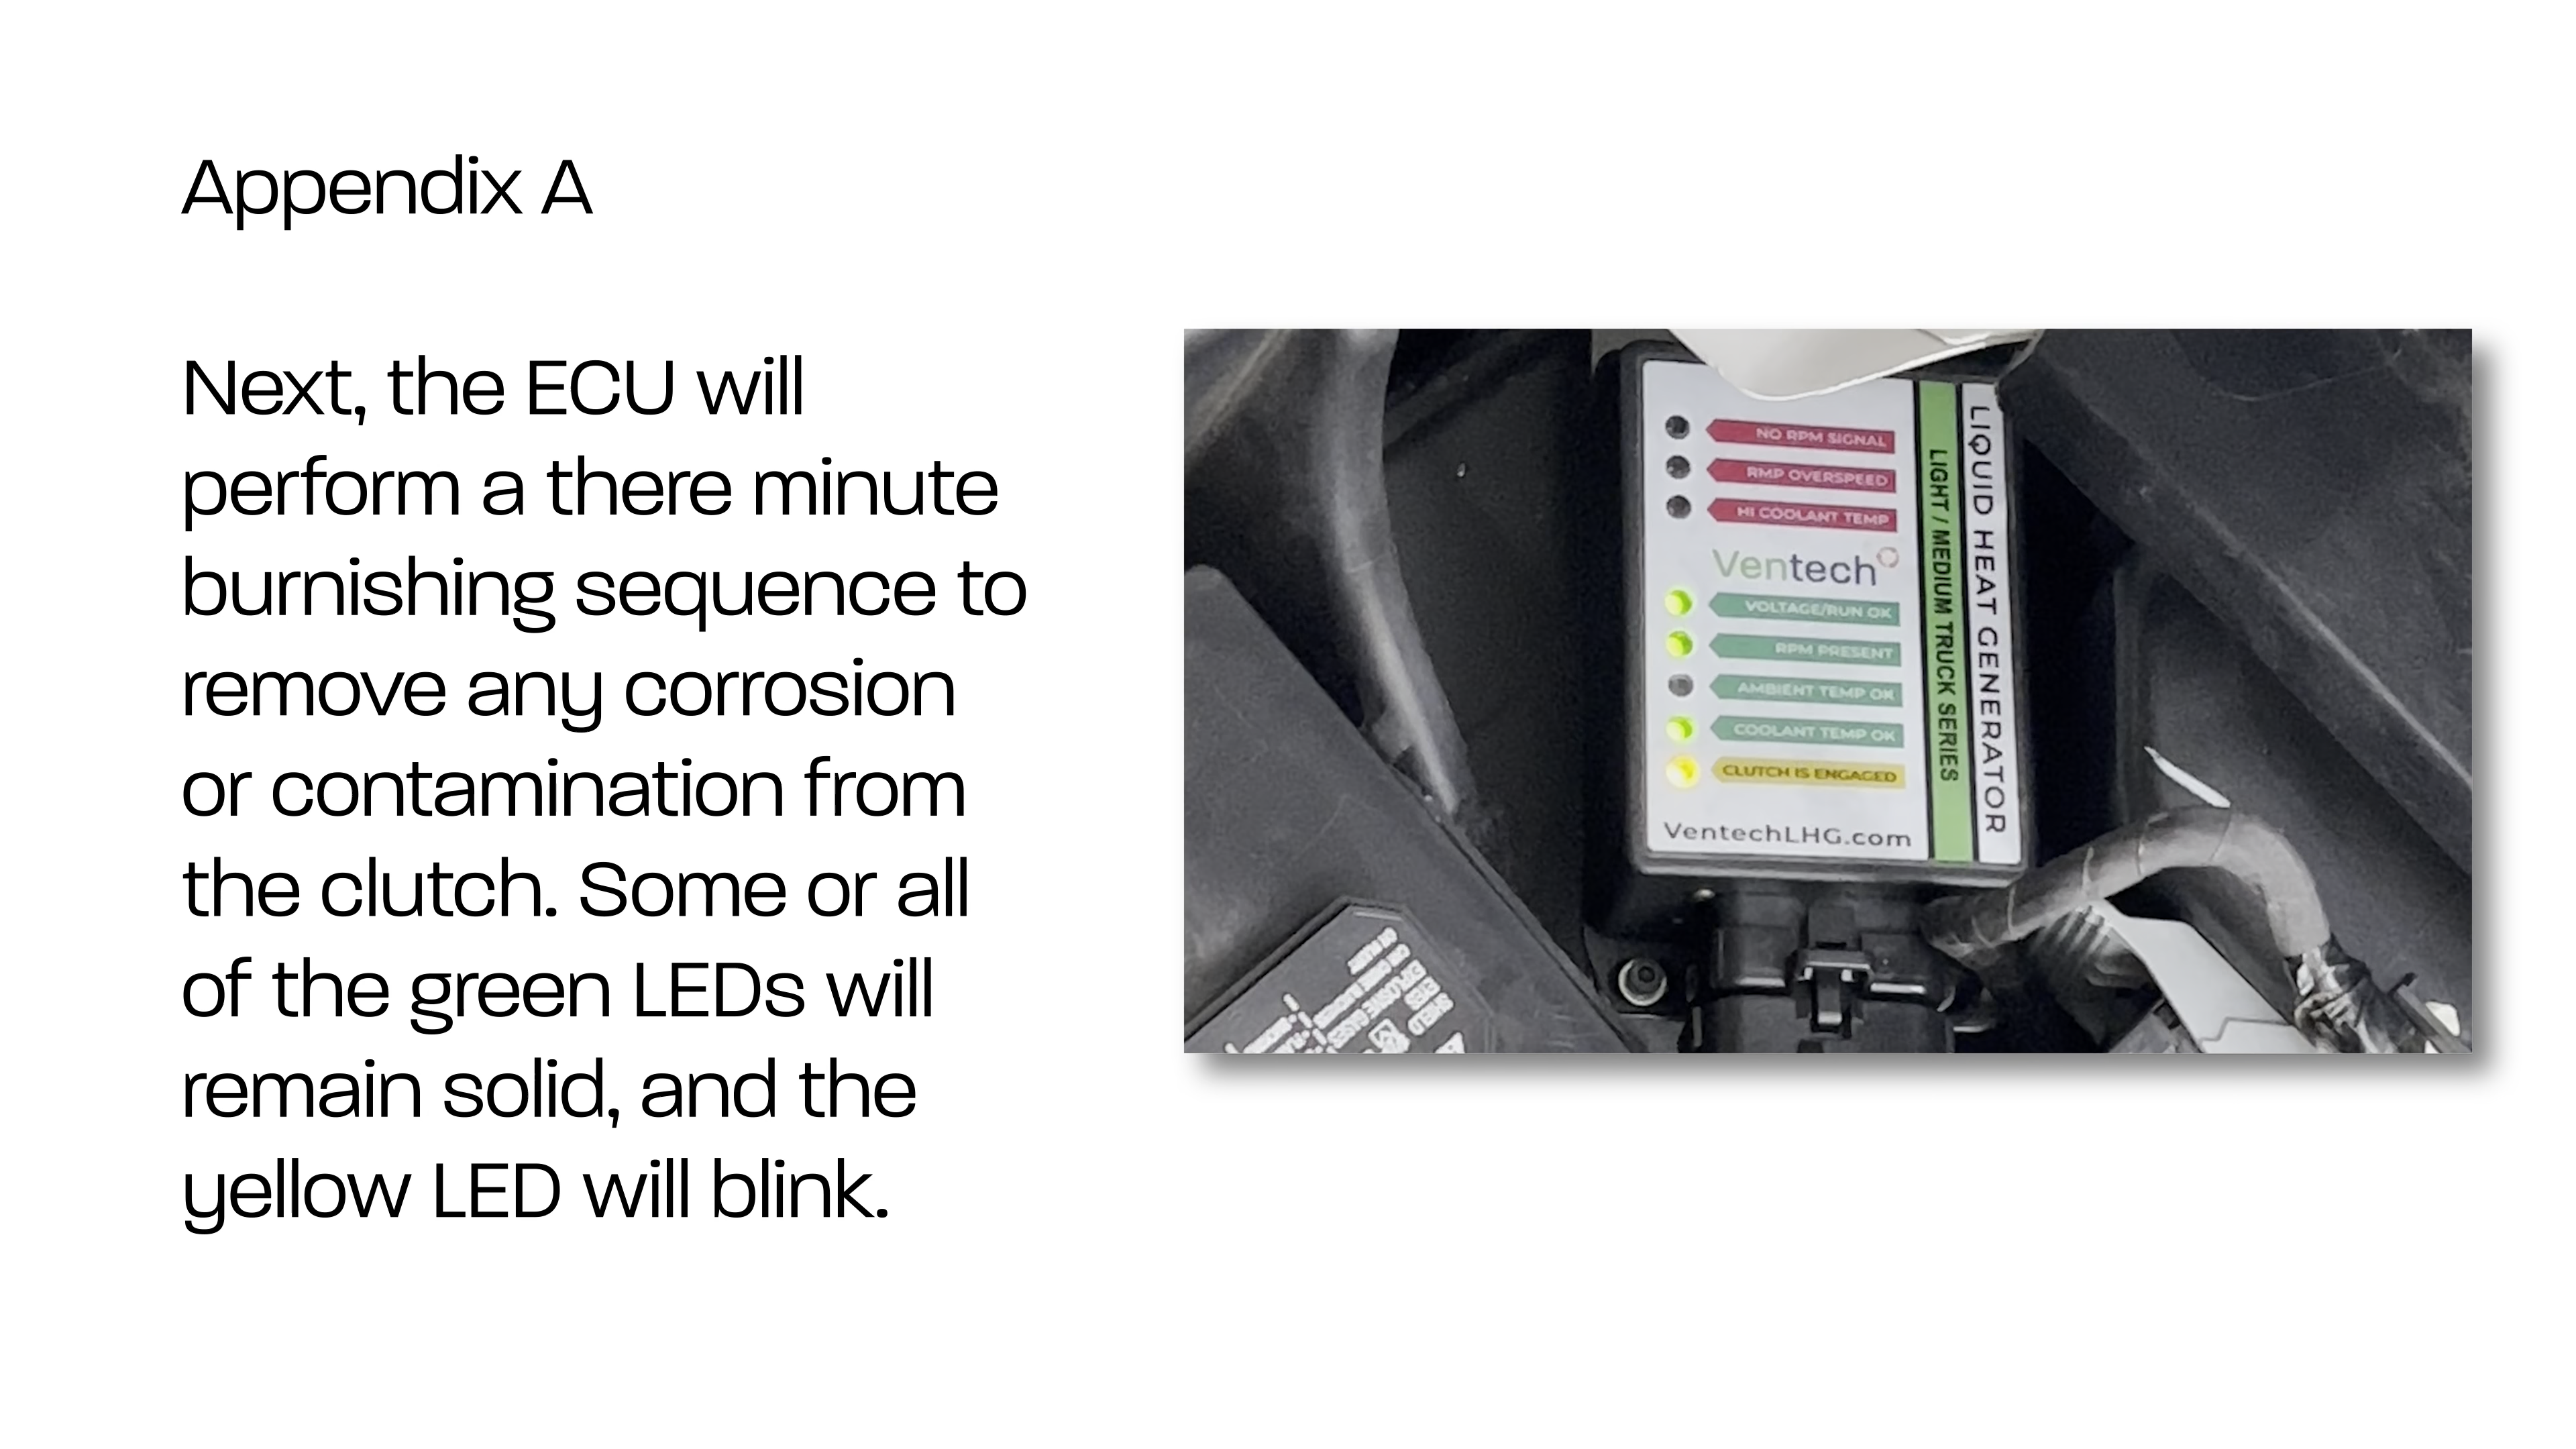 Appendix A
Next, the ECU will
perform a there minute
burnishing sequence to
remove any corrosion
or contamination from
the clutch. Some or all
of the green LEDs will
remain solid, and the
yellow LED will blink.
NO RPM SIGNAL
RMP OVERSPEED
HI COOLANT TEMP
Ventech
VOLTAGE/RUN OK
RPM PRESENT
AMBIENT TEMP OK
COOLANT TEMP OK
CLUTCH IS ENGAGED
VentechLHG.com
LIGHT / MEDIUM TRUCK SERIES
LIQUID HEAT GENERATOR
SHIELD